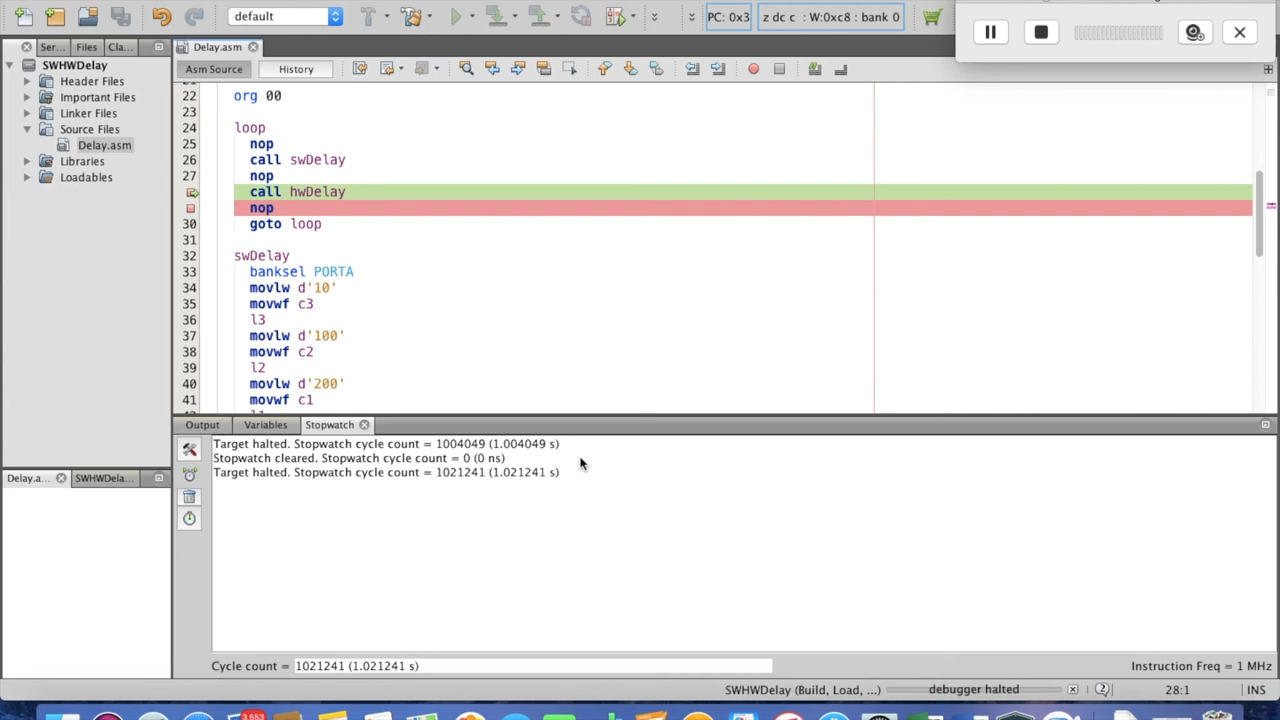 default
PC: 0x3
z dc c : W:0xc8 : bank 0
Ser...
Files
Cla...
Delay.asm
SWHWDelay
Asm Source
History
Header Files
Important Files
Linker Files
Source Files
Delay.asm
Libraries
Loadables
22 org 00
23
24 loop
25 nop
26 call swDelay
27 nop
call hwDelay
nop
30 goto loop
31
32 swDelay
33 banksel PORTA
34 movlw d'10'
35 movwf c3
36 l3
37 movlw d'100'
38 movwf c2
39 l2
40 movlw d'200'
41 movwf c1
Output
Variables
Stopwatch
Target halted. Stopwatch cycle count = 1004049 (1.004049 s)
Stopwatch cleared. Stopwatch cycle count = 0 (0 ns)
Target halted. Stopwatch cycle count = 1021241 (1.021241 s)
Delay.a...
SWHWDela...
Cycle count = 1021241 (1.021241 s)
Instruction Freq = 1 MHz
SWHWDelay (Build, Load, ...)
debugger halted
28:1
INS
3,553